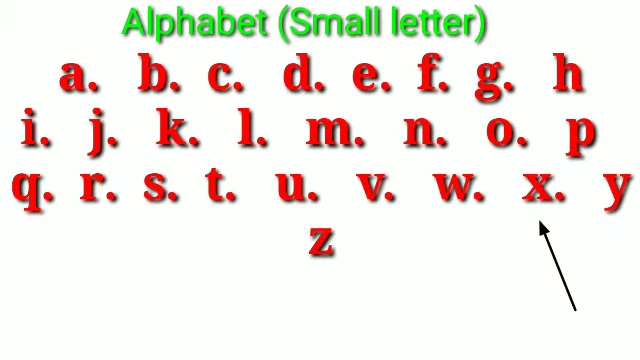 Alphabet (Small letter)
a. b. c. d. e. f. g. h
i. j. k. l. m. n. o. p
q. r. s. t. u. v. w. x. y
z